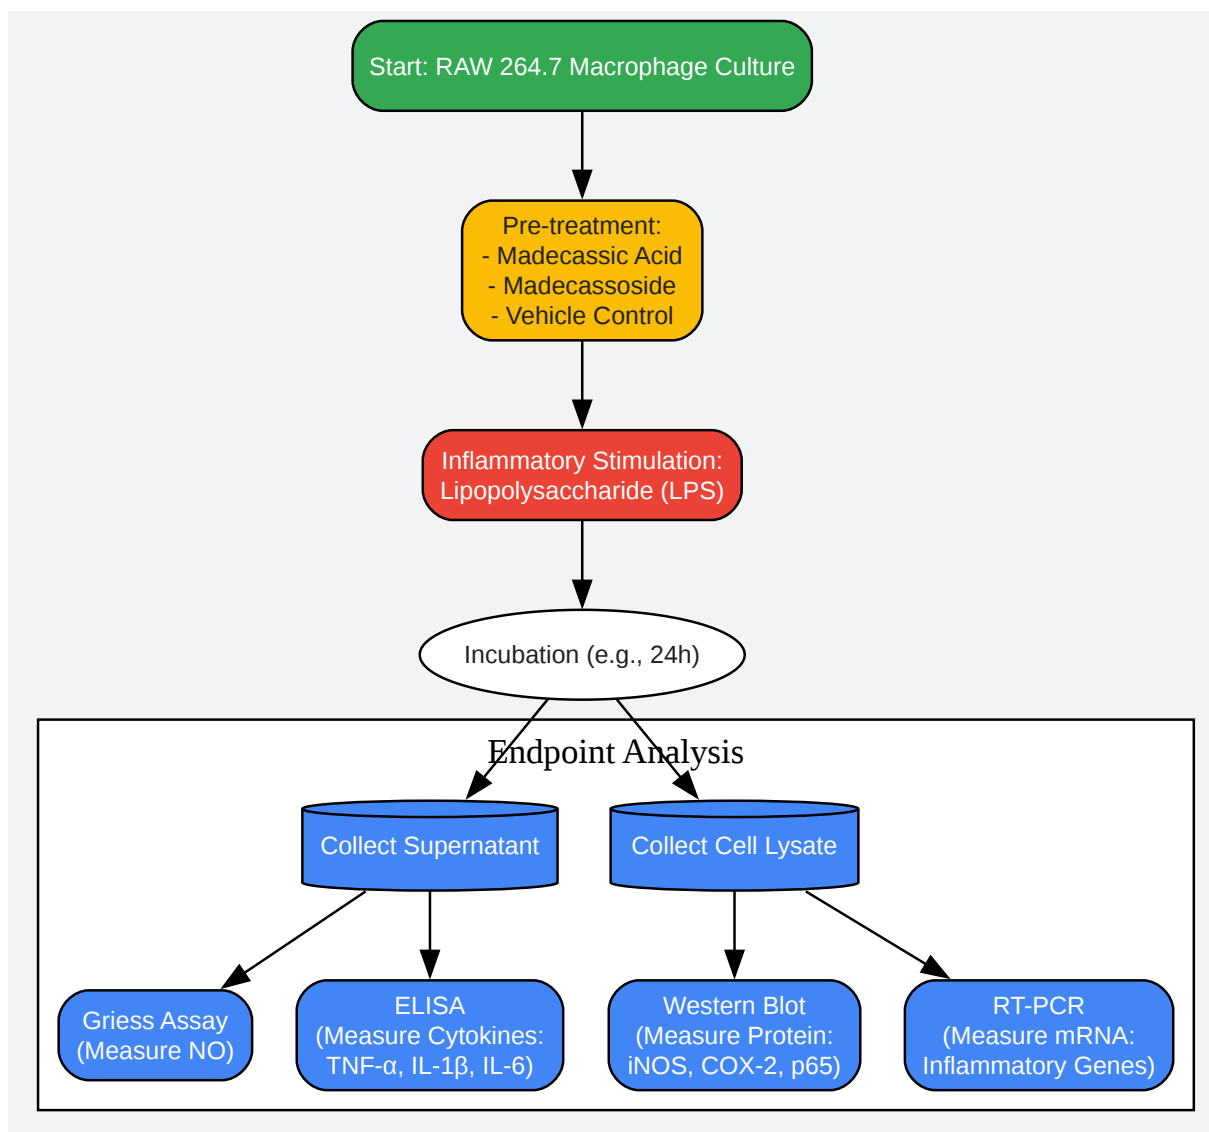 Start: RAW 264.7 Macrophage Culture
Pre-treatment:
- Madecassic Acid
- Madecassoside
- Vehicle Control
Inflammatory Stimulation:
Lipopolysaccharide (LPS)
Incubation (e.g., 24h)
Endpoint Analysis
Collect Supernatant
Collect Cell Lysate
Griess Assay
(Measure NO)
ELISA
(Measure Cytokines:
TNF-α, IL-1β, IL-6)
Western Blot
(Measure Protein:
iNOS, COX-2, p65)
RT-PCR
(Measure mRNA:
Inflammatory Genes)